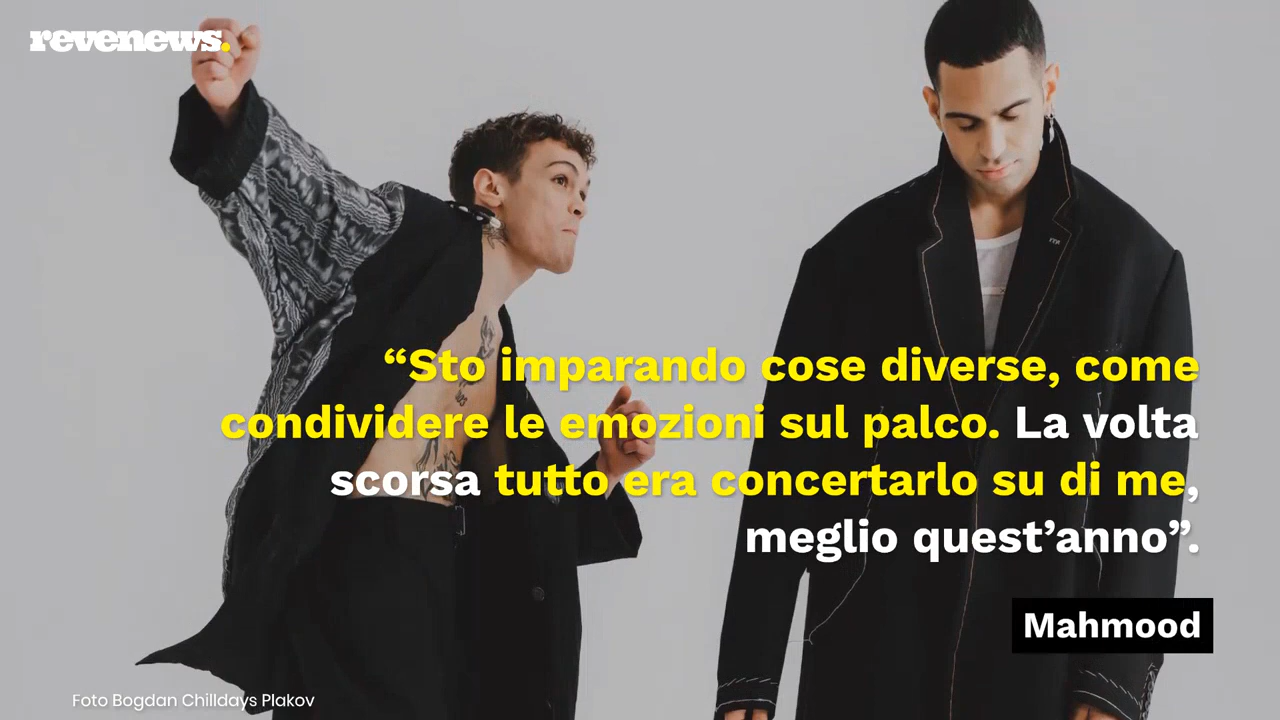 revenews.
“Sto imparando cose diverse, come
condividere le emozioni sul palco. La volta
scorsa tutto era concertarlo su di me,
meglio quest’anno”.
Mahmood
Foto Bogdan Chilldays Plakov